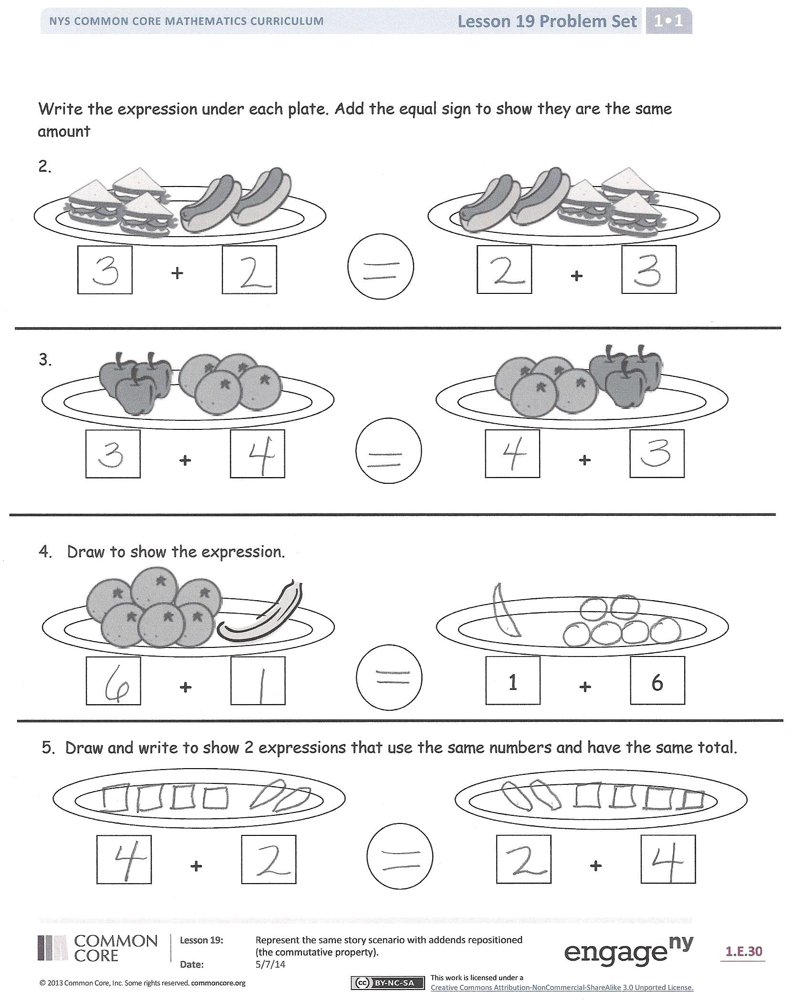 NYS COMMON CORE MATHEMATICS CURRICULUM Lesson 19 Problem Set 1•1
Write the expression under each plate. Add the equal sign to show they are the same
amount
2.
3 + 2 = 2 + 3
3.
3 + 4 = 4 + 3
4. Draw to show the expression.
6 + 1 = 1 + 6
5. Draw and write to show 2 expressions that use the same numbers and have the same total.
4 + 2 = 2 + 4
COMMON
CORE
Lesson 19: Represent the same story scenario with addends repositioned
(the commutative property).
Date: 5/7/14
engage ny
1.E.30
© 2013 Common Core, Inc. Some rights reserved. commoncore.org
cc BY-NC-SA
This work is licensed under a
Creative Commons Attribution-NonCommercial-ShareAlike 3.0 Unported License.